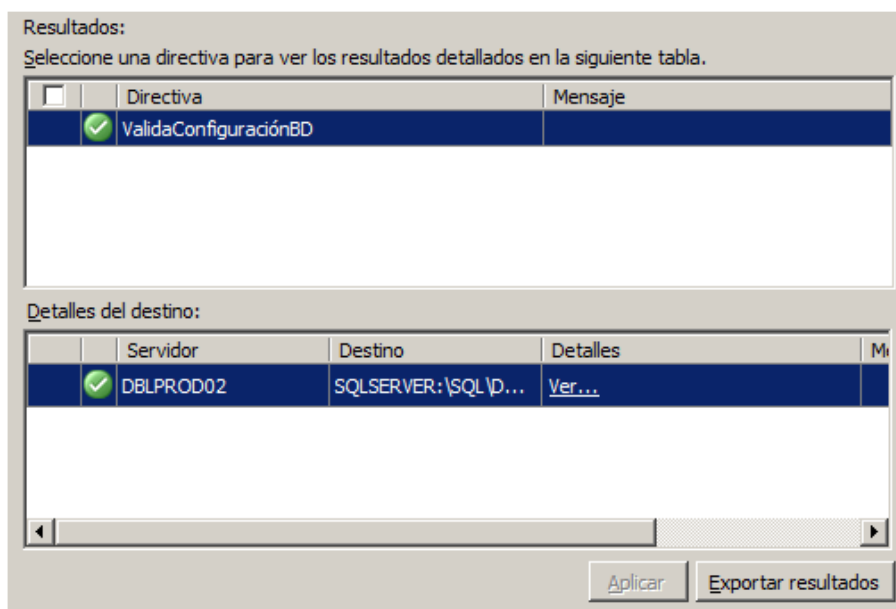 Resultados:
Seleccione una directiva para ver los resultados detallados en la siguiente tabla.
Directiva Mensaje
ValidaConfiguraciónBD
Detalles del destino:
Servidor Destino Detalles M
DBLPROD02 SQLSERVER:\SQL\D... Ver...
Aplicar Exportar resultados